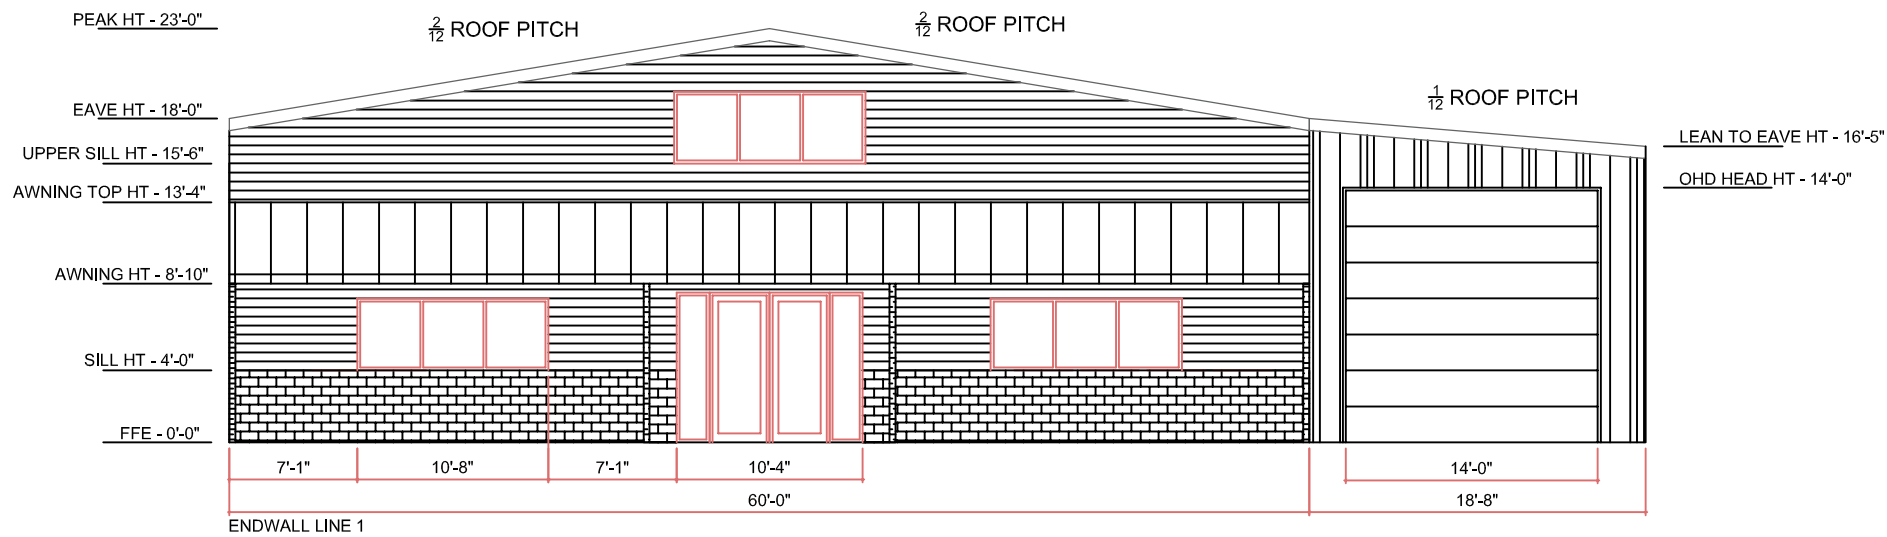 PEAK HT - 23'-0"
2/12 ROOF PITCH
2/12 ROOF PITCH
EAVE HT - 18'-0"
1/12 ROOF PITCH
UPPER SILL HT - 15'-6"
LEAN TO EAVE HT - 16'-5"
AWNING TOP HT - 13'-4"
OHD HEAD HT - 14'-0"
AWNING HT - 8'-10"
SILL HT - 4'-0"
FFE - 0'-0"
7'-1"
10'-8"
7'-1"
10'-4"
14'-0"
60'-0"
18'-8"
ENDWALL LINE 1